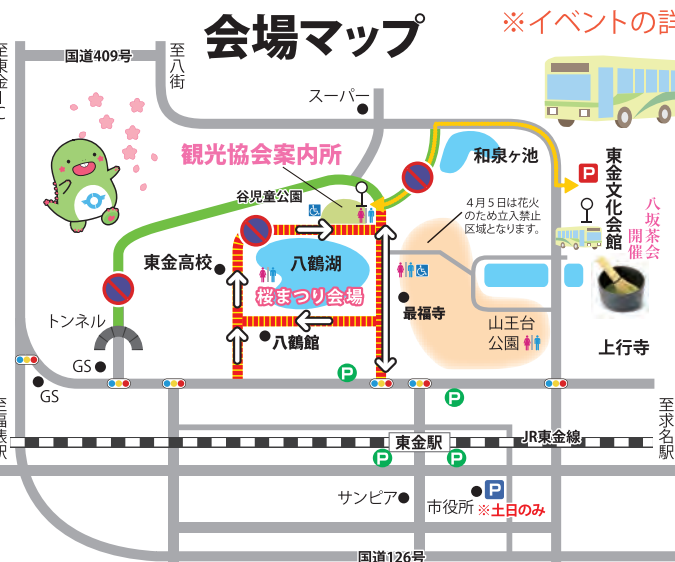 会場マップ
※イベントの詳
国道409号
至八街
至東金IC
スーパー
観光協会案内所
和泉ヶ池
P
東金文化会館
谷児童公園
4月5日は花火
のため立入禁止
区域となります。
八坂茶会
開催
東金高校
八鶴湖
桜まつり会場
最福寺
トンネル
山王台
公園
八鶴館
上行寺
GS
GS
P
P
至福俵駅
至求名駅
東金駅
JR東金線
P
P
サンピア
市役所
P
※土日のみ
国道126号